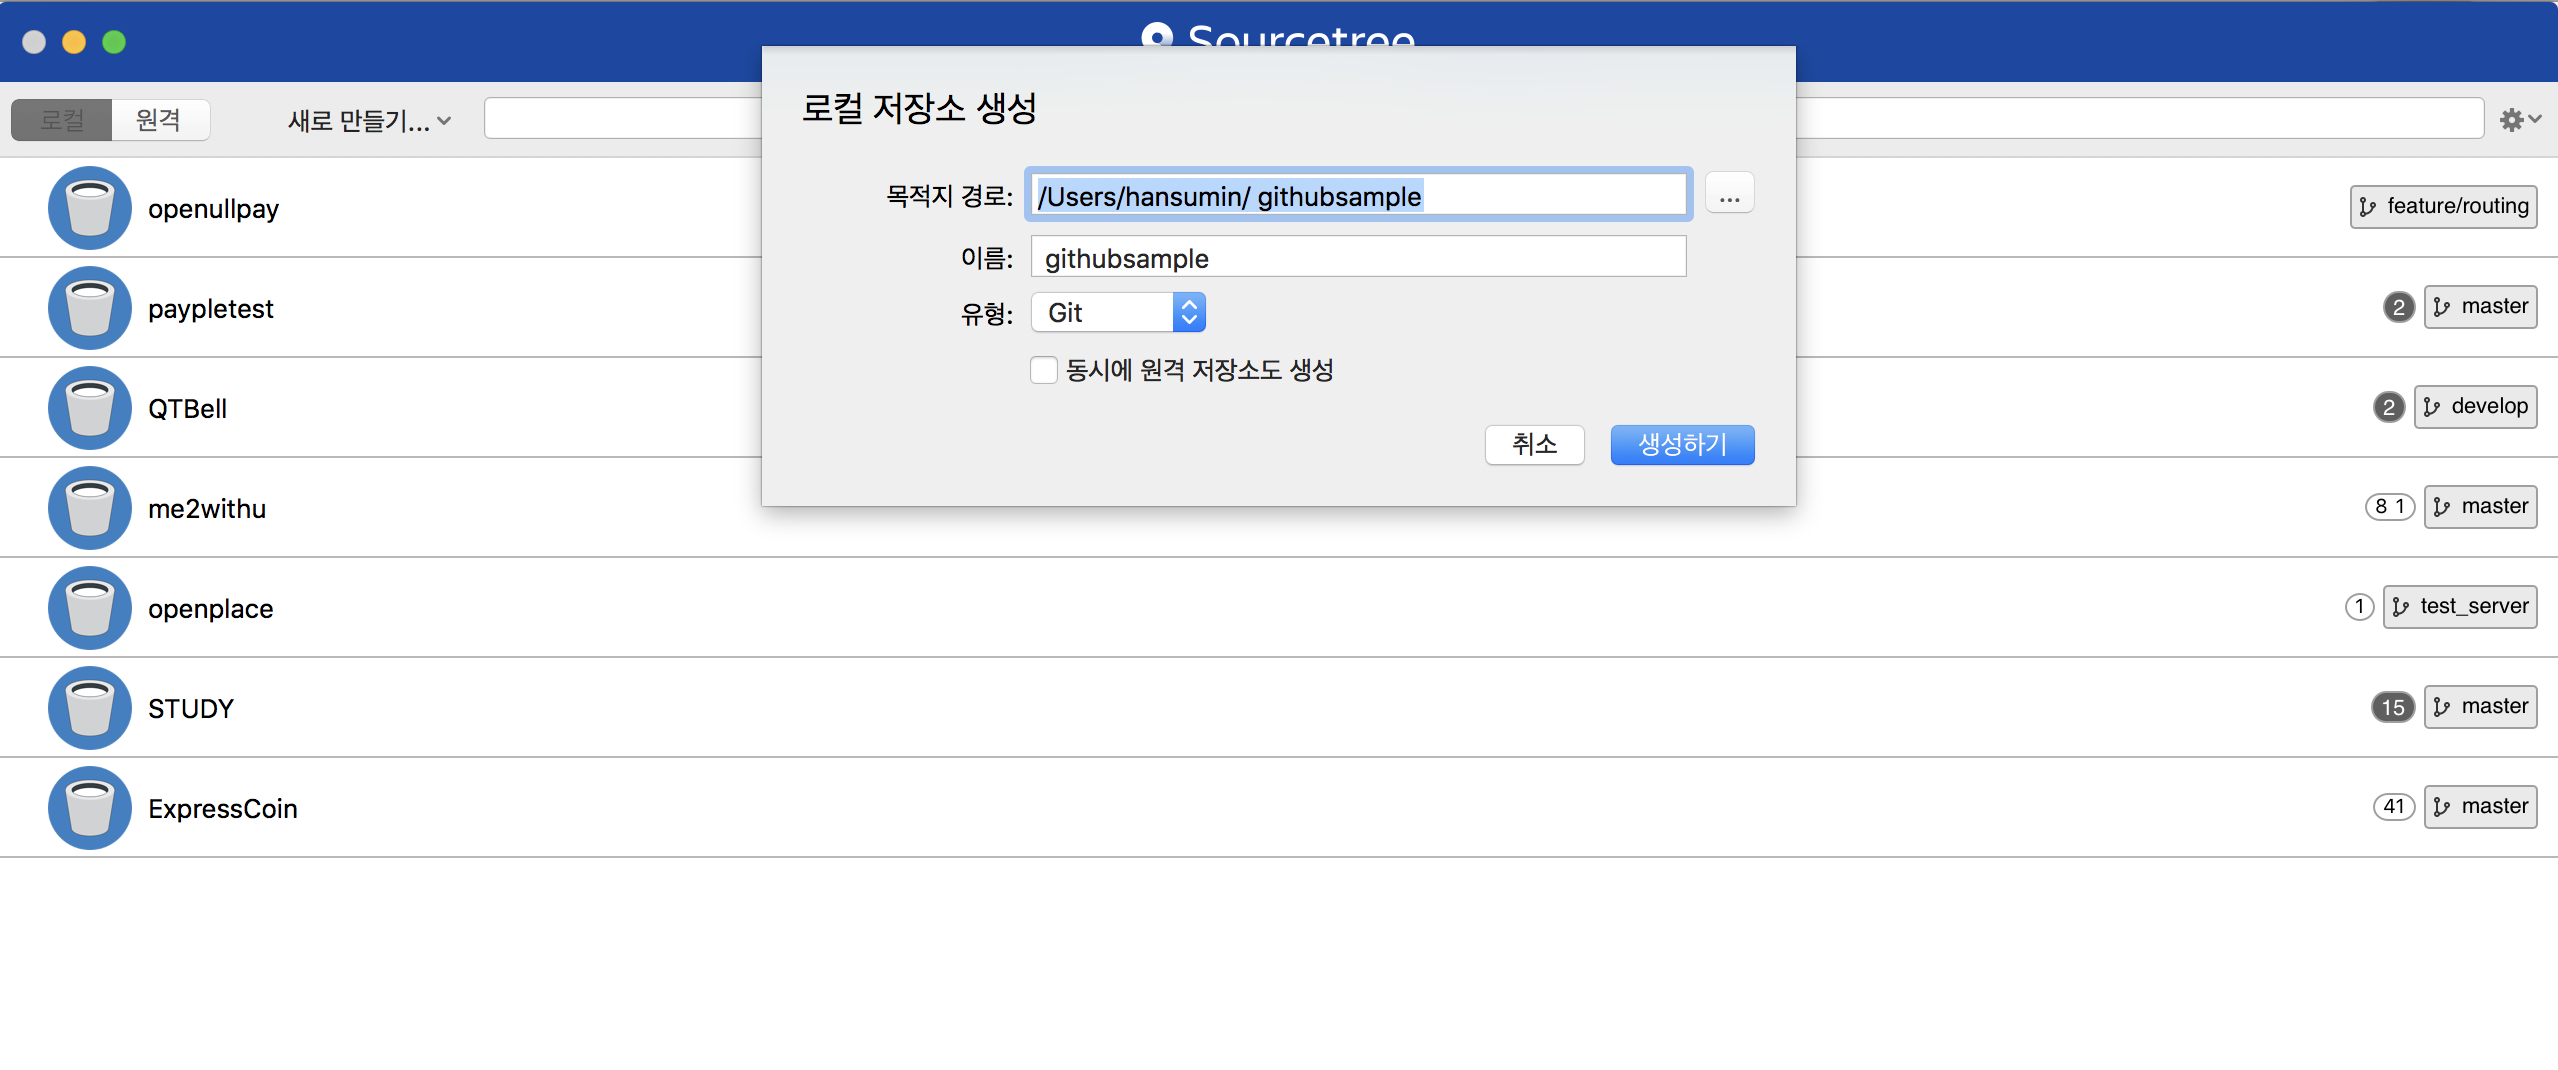 Sourcetree
로컬 원격 새로 만들기...
로컬 저장소 생성
목적지 경로: /Users/hansumin/ githubsample ...
이름: githubsample
유형: Git
동시에 원격 저장소도 생성
취소 생성하기
openullpay feature/routing
paypletest 2 master
QTBell 2 develop
me2withu 8 1 master
openplace 1 test_server
STUDY 15 master
ExpressCoin 41 master